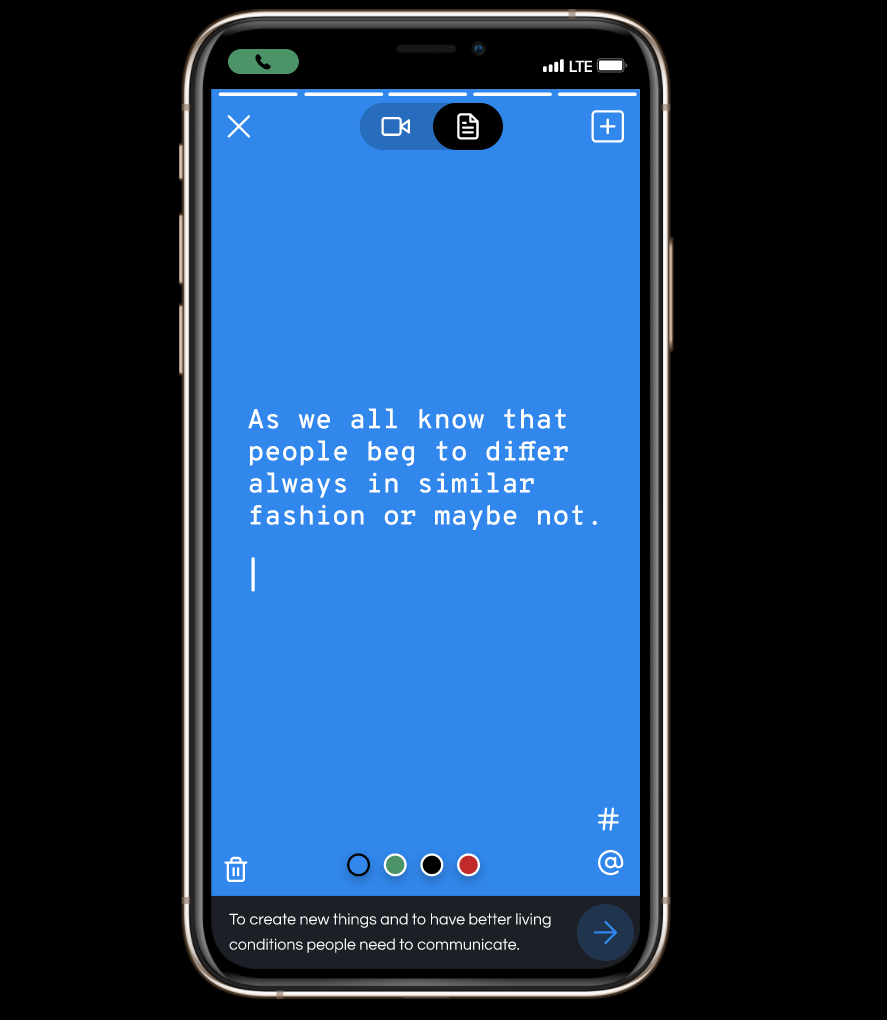 LTE
As we all know that
people beg to differ
always in similar
fashion or maybe not.
#
@
To create new things and to have better living
conditions people need to communicate.